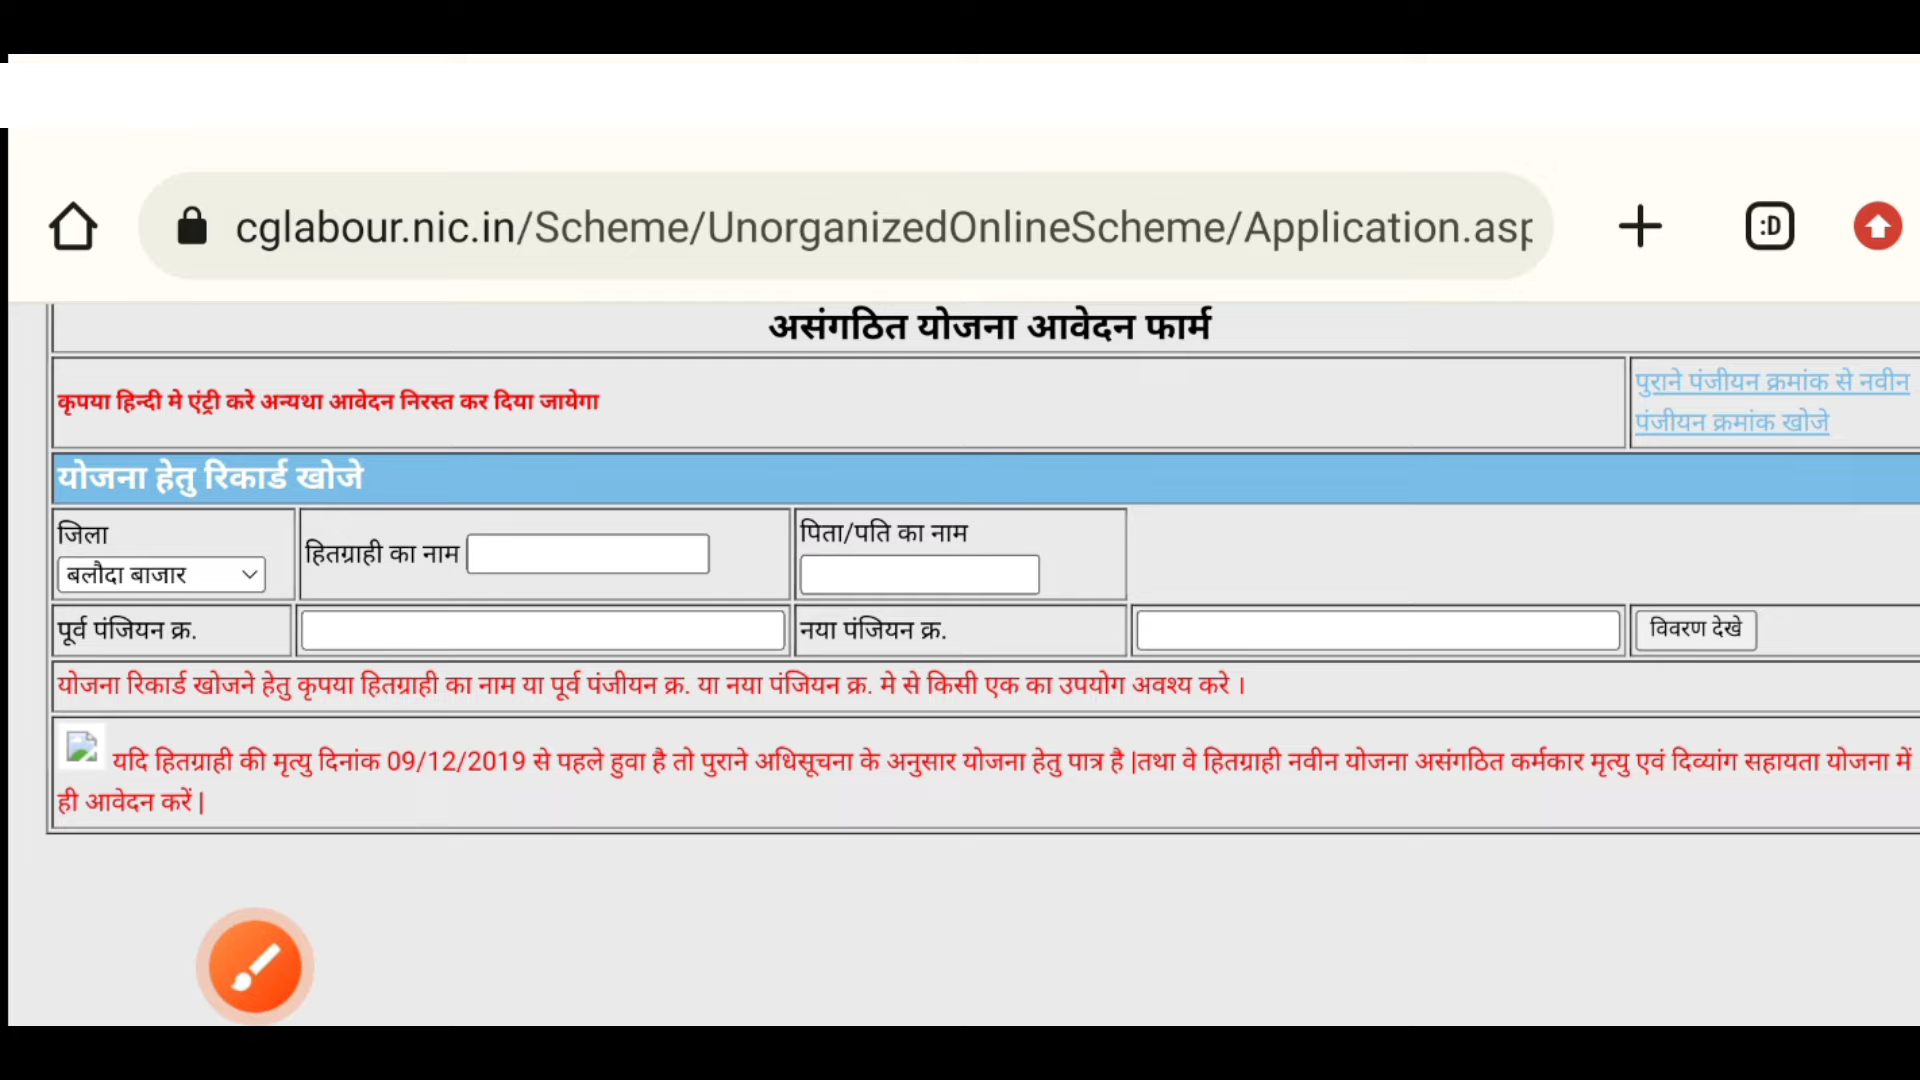 cglabour.nic.in/Scheme/UnorganizedOnlineScheme/Application.asp
:D
असंगठित योजना आवेदन फार्म
कृपया हिन्दी मे एंट्री करे अन्यथा आवेदन निरस्त कर दिया जायेगा
पुराने पंजीयन क्रमांक से नवीन
पंजीयन क्रमांक खोजे
योजना हेतु रिकार्ड खोजे
जिला
बलौदा बाजार
हितग्राही का नाम
पिता/पति का नाम
पूर्व पंजियन क्र.
नया पंजियन क्र.
विवरण देखे
योजना रिकार्ड खोजने हेतु कृपया हितग्राही का नाम या पूर्व पंजीयन क्र. या नया पंजियन क्र. मे से किसी एक का उपयोग अवश्य करे ।
यदि हितग्राही की मृत्यु दिनांक 09/12/2019 से पहले हुवा है तो पुराने अधिसूचना के अनुसार योजना हेतु पात्र है |तथा वे हितग्राही नवीन योजना असंगठित कर्मकार मृत्यु एवं दिव्यांग सहायता योजना में
ही आवेदन करें |